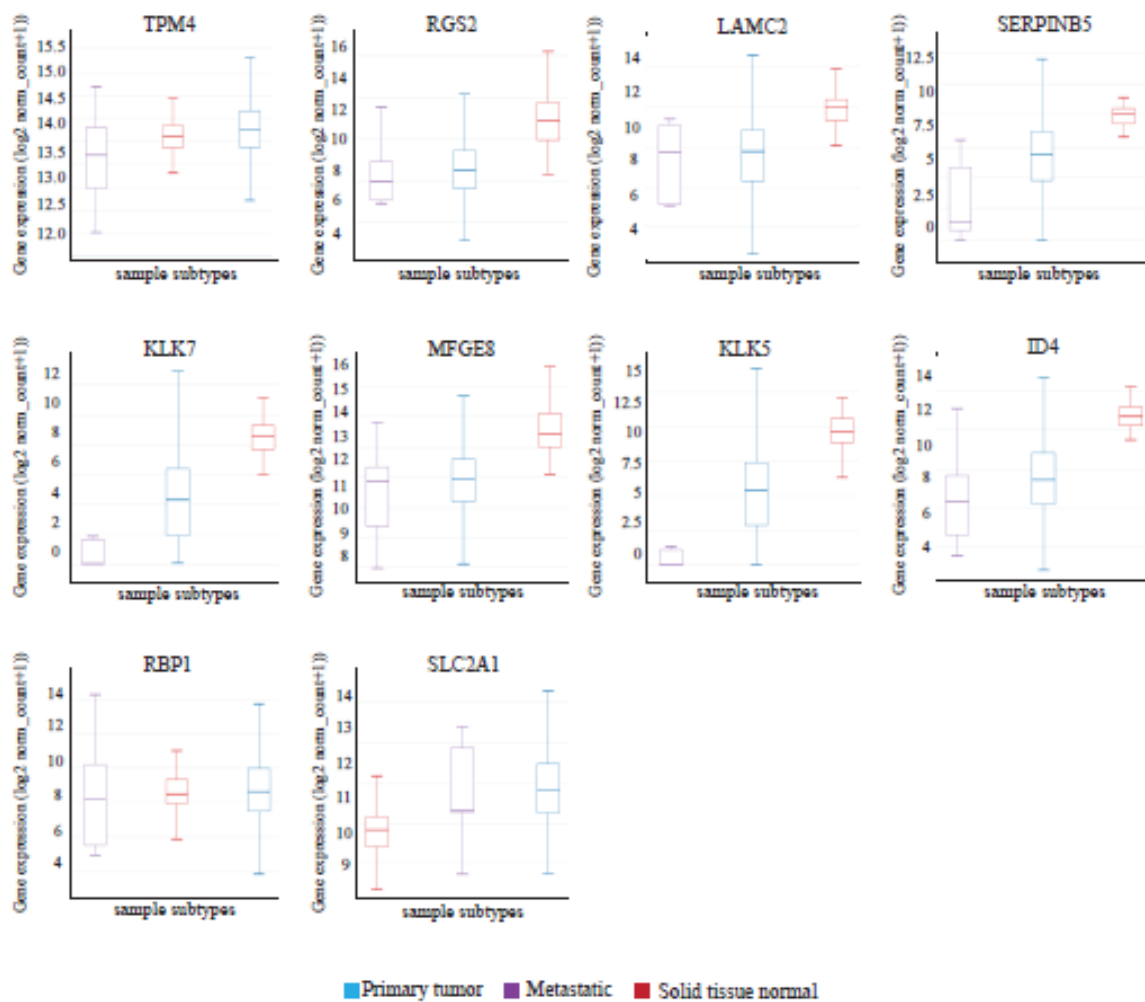 TPM4
Gene expression (log2 norm_count+1))
15.5
15.0
14.5
14.0
13.5
13.0
12.5
12.0
sample subtypes
RGS2
Gene expression (log2 norm_count+1))
16
14
12
10
8
6
4
sample subtypes
LAMC2
Gene expression (log2 norm_count+1))
14
12
10
8
6
4
sample subtypes
SERPINB5
Gene expression (log2 norm_count+1))
12.5
10.0
7.5
5
2.5
0
sample subtypes
KLK7
Gene expression (log2 norm_count+1))
12
8
6
4
2
0
sample subtypes
MFGE8
Gene expression (log2 norm_count+1))
16
15
14
13
12
11
10
9
8
sample subtypes
KLK5
Gene expression (log2 norm_count+1))
15
12.5
10
7.5
5
2.5
0
sample subtypes
ID4
Gene expression (log2 norm_count+1))
14
12
10
8
6
4
sample subtypes
RBP1
Gene expression (log2 norm_count+1))
14
12
10
8
6
4
sample subtypes
SLC2A1
Gene expression (log2 norm_count+1))
14
13
12
11
10
9
sample subtypes
Primary tumor Metastatic Solid tissue normal